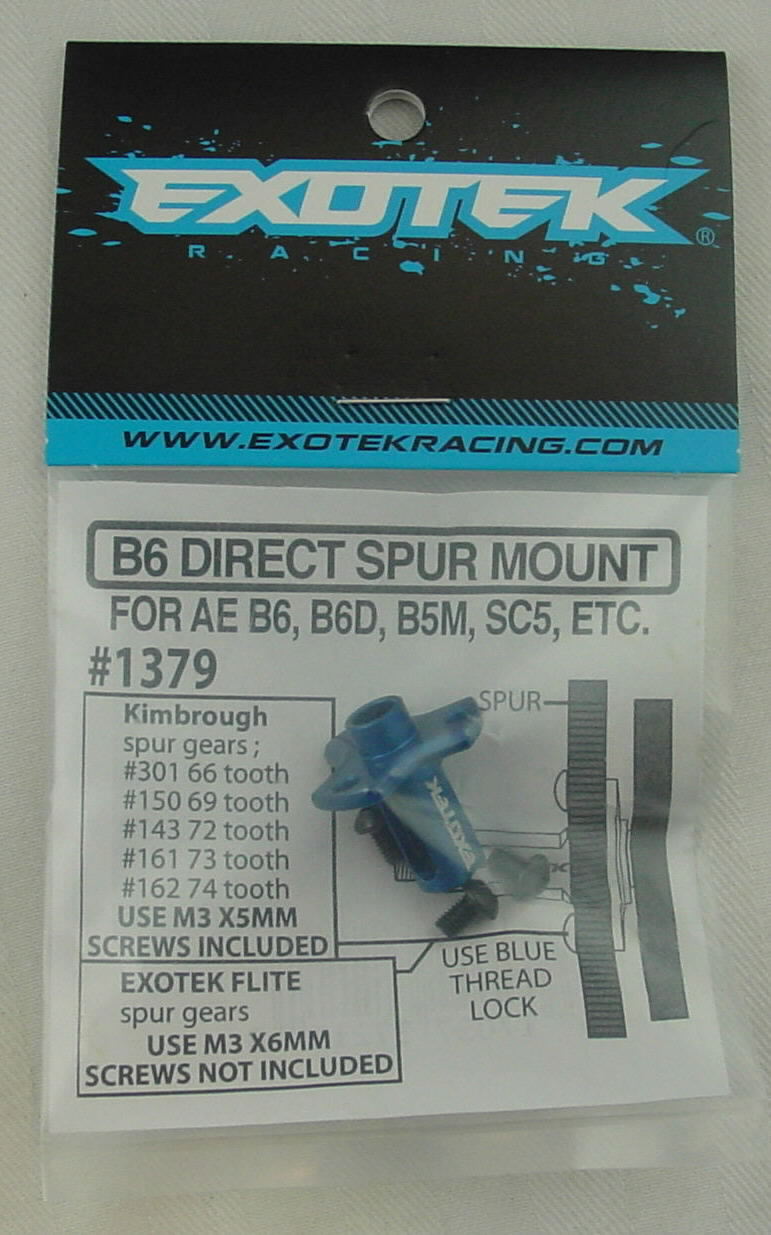 EXOTEK
®
RACING
WWW.EXOTEKRACING.COM
B6 DIRECT SPUR MOUNT
FOR AE B6, B6D, B5M, SC5, ETC.
#1379
Kimbrough
spur gears ;
#301 66 tooth
#150 69 tooth
#143 72 tooth
#161 73 tooth
#162 74 tooth
USE M3 X5MM
SCREWS INCLUDED
EXOTEK FLITE
spur gears
USE M3 X6MM
SCREWS NOT INCLUDED
SPUR
EXOTEK
USE BLUE
THREAD
LOCK